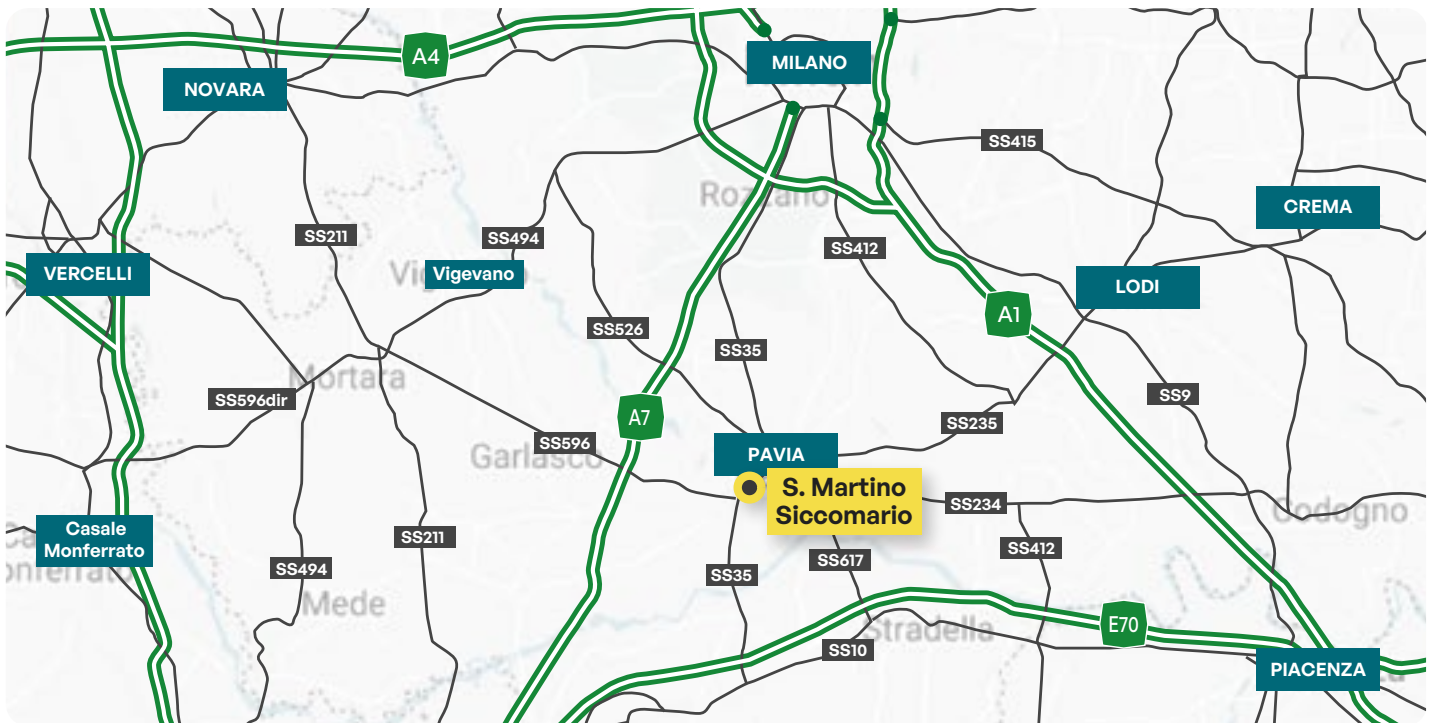 A4
MILANO
NOVARA
SS415
Rozzano
CREMA
SS211
SS494
SS412
VERCELLI
Vigevano
LODI
A1
SS526
SS35
Mortara
SS596dir
SS9
A7
SS235
SS596
Garlasco
PAVIA
S. Martino
Siccomario
SS234
Codogno
Casale
Monferrato
SS211
SS412
SS617
SS494
SS35
Mede
Stradella
E70
SS10
PIACENZA